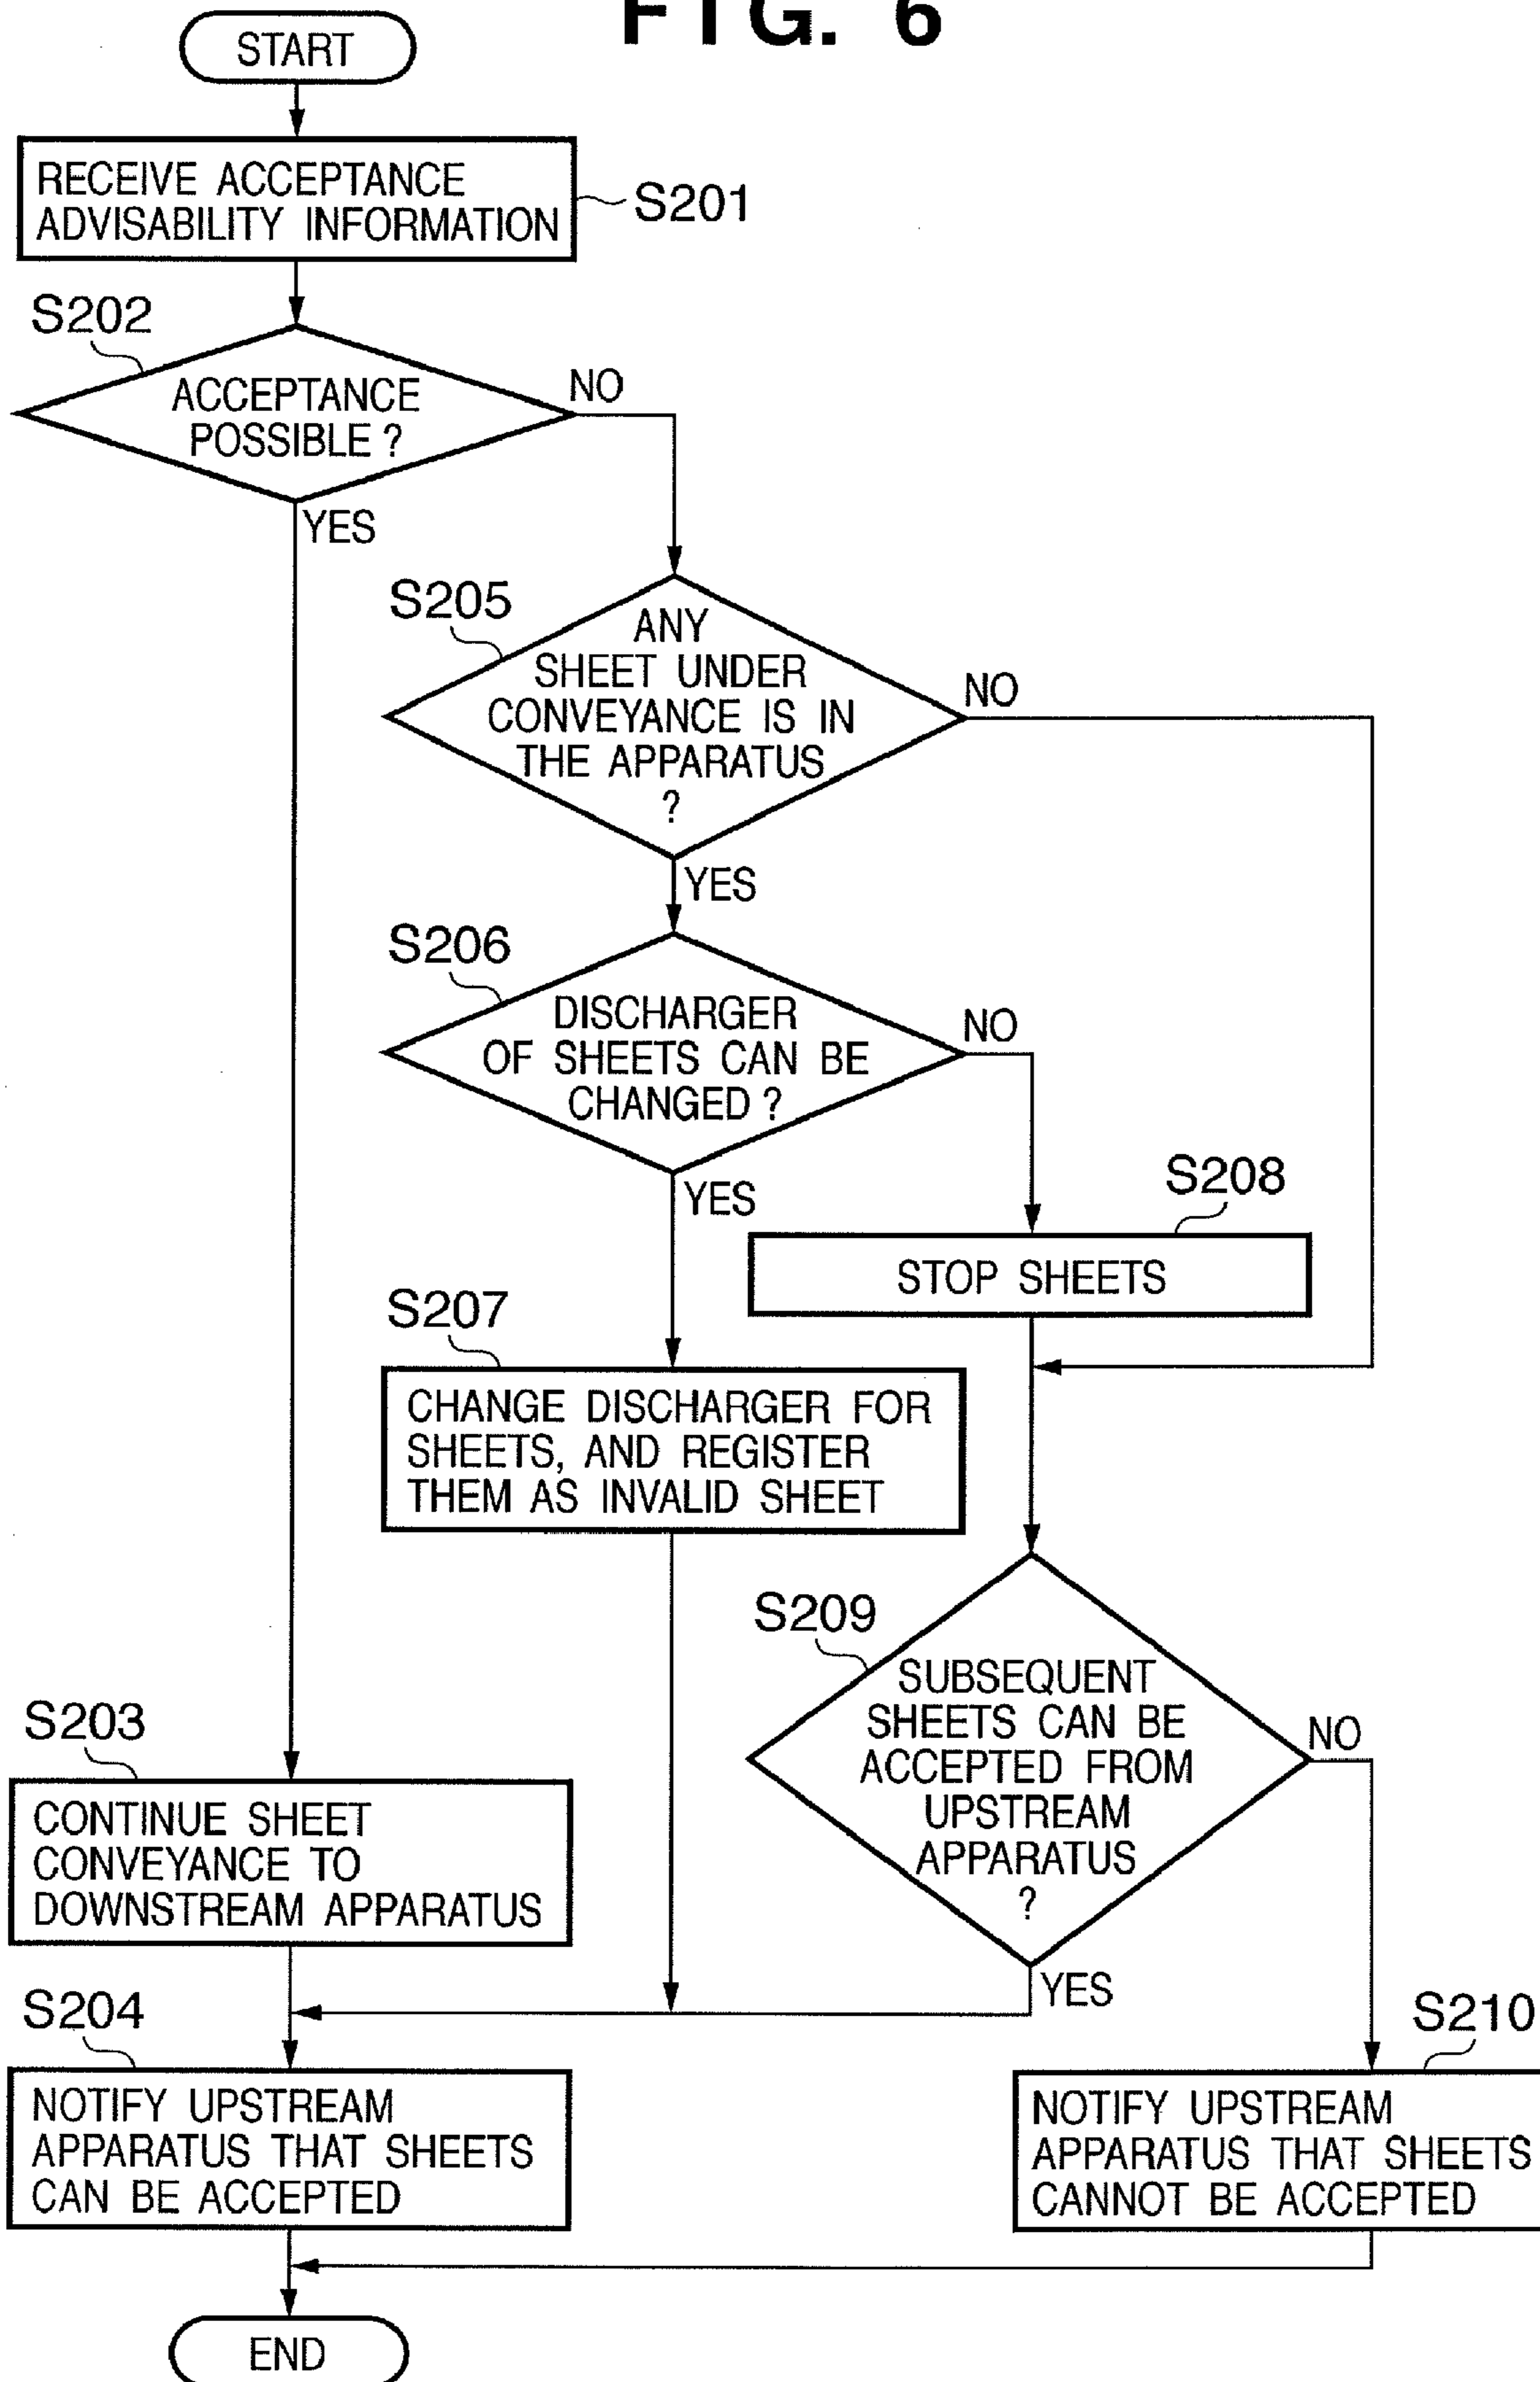 FIG. 6
START
RECEIVE ACCEPTANCE
ADVISABILITY INFORMATION
S201
S202
ACCEPTANCE
POSSIBLE ?
NO
YES
S205
ANY
SHEET UNDER
CONVEYANCE IS IN
THE APPARATUS
?
NO
YES
S206
DISCHARGER
OF SHEETS CAN BE
CHANGED ?
NO
YES
S208
STOP SHEETS
S207
CHANGE DISCHARGER FOR
SHEETS, AND REGISTER
THEM AS INVALID SHEET
S209
SUBSEQUENT
SHEETS CAN BE
ACCEPTED FROM
UPSTREAM
APPARATUS
?
NO
YES
S203
CONTINUE SHEET
CONVEYANCE TO
DOWNSTREAM APPARATUS
S204
NOTIFY UPSTREAM
APPARATUS THAT SHEETS
CAN BE ACCEPTED
S210
NOTIFY UPSTREAM
APPARATUS THAT SHEETS
CANNOT BE ACCEPTED
END